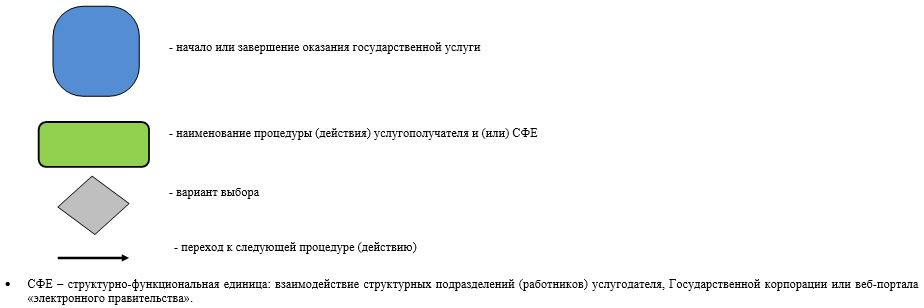 - начало или завершение оказания государственной услуги
- наименование процедуры (действия) услугополучателя и (или) СФЕ
- вариант выбора
- переход к следующей процедуре (действию)
• СФЕ – структурно-функциональная единица: взаимодействие структурных подразделений (работников) услугодателя, Государственной корпорации или веб-портала
«электронного правительства».